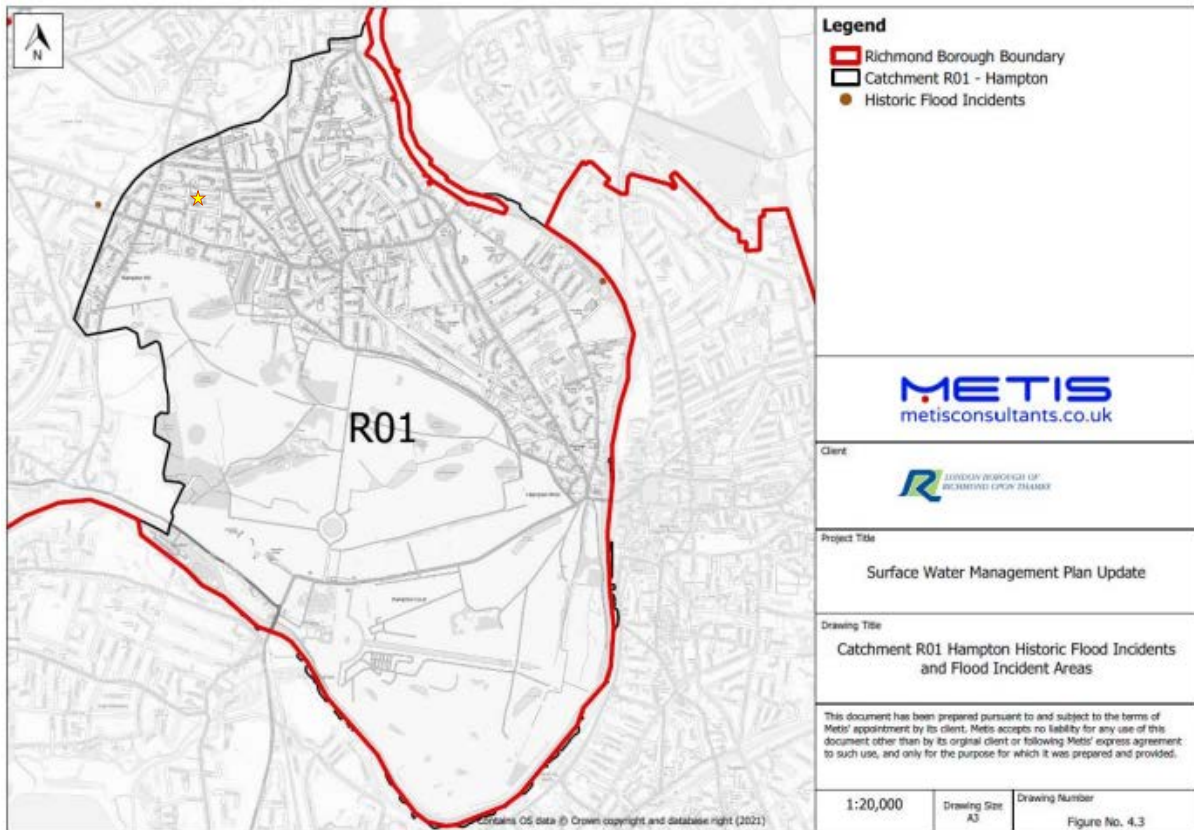 N
R01
Contains OS data © Crown copyright and database right (2021)
Legend
Richmond Borough Boundary
Catchment R01 - Hampton
Historic Flood Incidents
METIS
metisconsultants.co.uk
Client
LONDON BOROUGH OF
RICHMOND UPON THAMES
Project Title
Surface Water Management Plan Update
Drawing Title
Catchment R01 Hampton Historic Flood Incidents
and Flood Incident Areas
This document has been prepared pursuant to and subject to the terms of
Metis' appointment by its client. Metis accepts no liability for any use of this
document other than by its orginal client or following Metis' express agreement
to such use, and only for the purpose for which it was prepared and provided.
1:20,000
Drawing Size
A3
Drawing Number
Figure No. 4.3